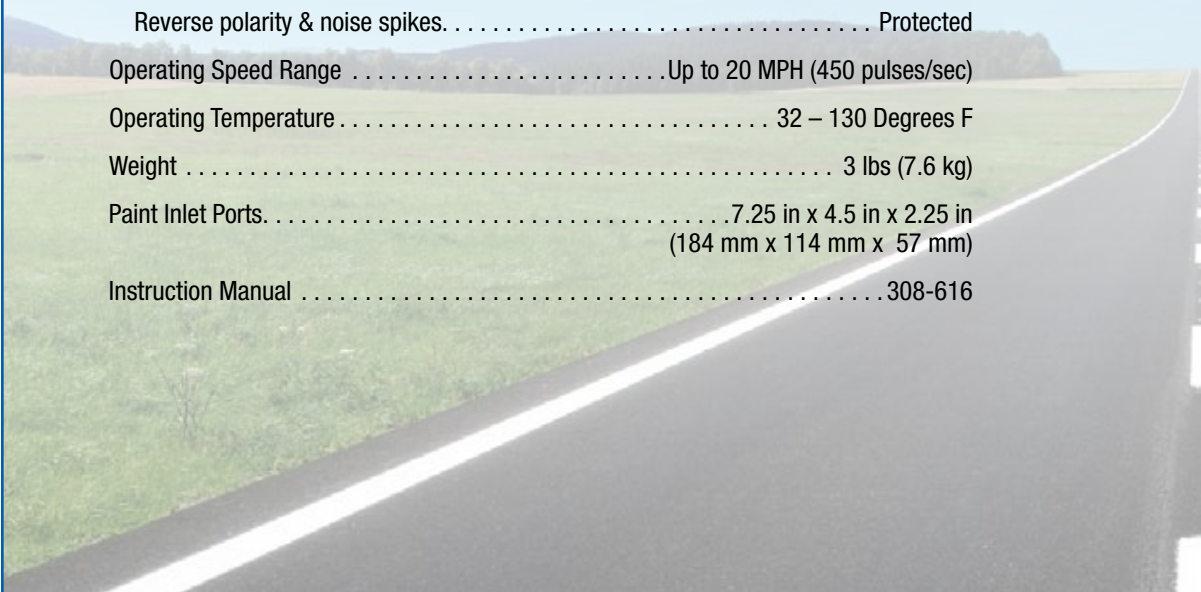 Reverse polarity & noise spikes. . . . . . . . . . . . . . . . . . . . . . . . . . . . . . . . . . Protected
Operating Speed Range . . . . . . . . . . . . . . . . . . . . . . . . . Up to 20 MPH (450 pulses/sec)
Operating Temperature . . . . . . . . . . . . . . . . . . . . . . . . . . . . . . . . . . 32 – 130 Degrees F
Weight . . . . . . . . . . . . . . . . . . . . . . . . . . . . . . . . . . . . . . . . . . . . . . . . . . . 3 lbs (7.6 kg)
Paint Inlet Ports. . . . . . . . . . . . . . . . . . . . . . . . . . . . . . . . . . . . . 7.25 in x 4.5 in x 2.25 in
(184 mm x 114 mm x 57 mm)
Instruction Manual . . . . . . . . . . . . . . . . . . . . . . . . . . . . . . . . . . . . . . . . . . . . . . 308-616